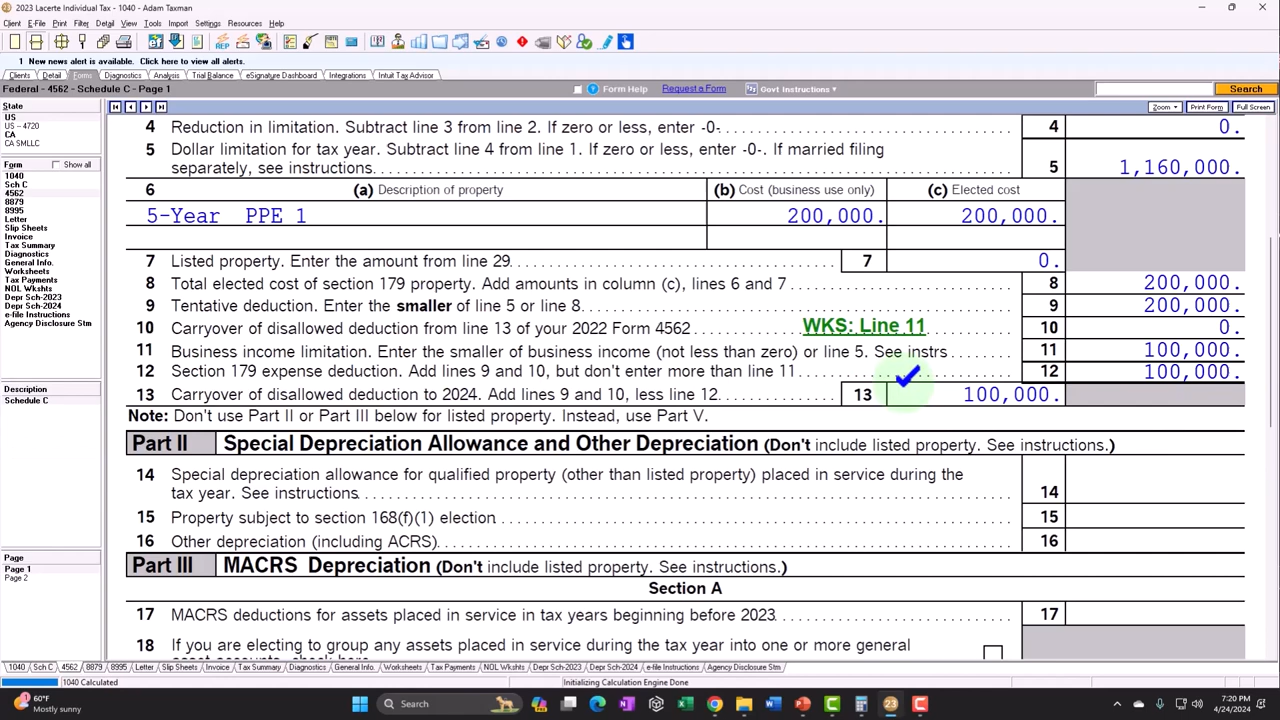 2023 Lacerte Individual Tax - 1040 - Adam Taxman
Client E-File Print Filter Detail View Tools Import Settings Resources Help
1 New news alert is available. Click here to view all alerts.
Clients Detail Forms Diagnostics Analysis Trial Balance eSignature Dashboard Integrations Intuit Tax Advisor
Federal - 4562 - Schedule C - Page 1 Form Help Request a Form Govt Instructions Search
Zoom Print Form Full Screen
State
US
US -- 4720
CA
CA SMLLC
Form Show all
1040
Sch C
4562
8879
8995
Letter
Slip Sheets
Invoice
Tax Summary
Diagnostics
General Info.
Worksheets
Tax Payments
NOL Wkshts
Depr Sch-2023
Depr Sch-2024
e-file Instructions
Agency Disclosure Stm
Description
Schedule C
Page
Page 1
Page 2
4 Reduction in limitation. Subtract line 3 from line 2. If zero or less, enter -0- 4 0.
5 Dollar limitation for tax year. Subtract line 4 from line 1. If zero or less, enter -0-. If married filing
separately, see instructions 5 1,160,000.
6 (a) Description of property (b) Cost (business use only) (c) Elected cost
5-Year PPE 1 200,000. 200,000.
7 Listed property. Enter the amount from line 29 7 0.
8 Total elected cost of section 179 property. Add amounts in column (c), lines 6 and 7 8 200,000.
9 Tentative deduction. Enter the smaller of line 5 or line 8 9 200,000.
10 Carryover of disallowed deduction from line 13 of your 2022 Form 4562 WKS: Line 11 10 0.
11 Business income limitation. Enter the smaller of business income (not less than zero) or line 5. See instrs 11 100,000.
12 Section 179 expense deduction. Add lines 9 and 10, but don't enter more than line 11 12 100,000.
13 Carryover of disallowed deduction to 2024. Add lines 9 and 10, less line 12 13 100,000.
Note: Don't use Part II or Part III below for listed property. Instead, use Part V.
Part II Special Depreciation Allowance and Other Depreciation (Don't include listed property. See instructions.)
14 Special depreciation allowance for qualified property (other than listed property) placed in service during the
tax year. See instructions 14
15 Property subject to section 168(f)(1) election 15
16 Other depreciation (including ACRS) 16
Part III MACRS Depreciation (Don't include listed property. See instructions.)
Section A
17 MACRS deductions for assets placed in service in tax years beginning before 2023 17
18 If you are electing to group any assets placed in service during the tax year into one or more general
asset accounts, check here
1040 Sch C 4562 8879 8995 Letter Slip Sheets Invoice Tax Summary Diagnostics General Info. Worksheets Tax Payments NOL Wkshts Depr Sch-2023 Depr Sch-2024 e-file Instructions Agency Disclosure Stm
1040 Calculated Initializing Calculation Engine Done
60°F
Mostly sunny
Search
23
7:20 PM
4/24/2024